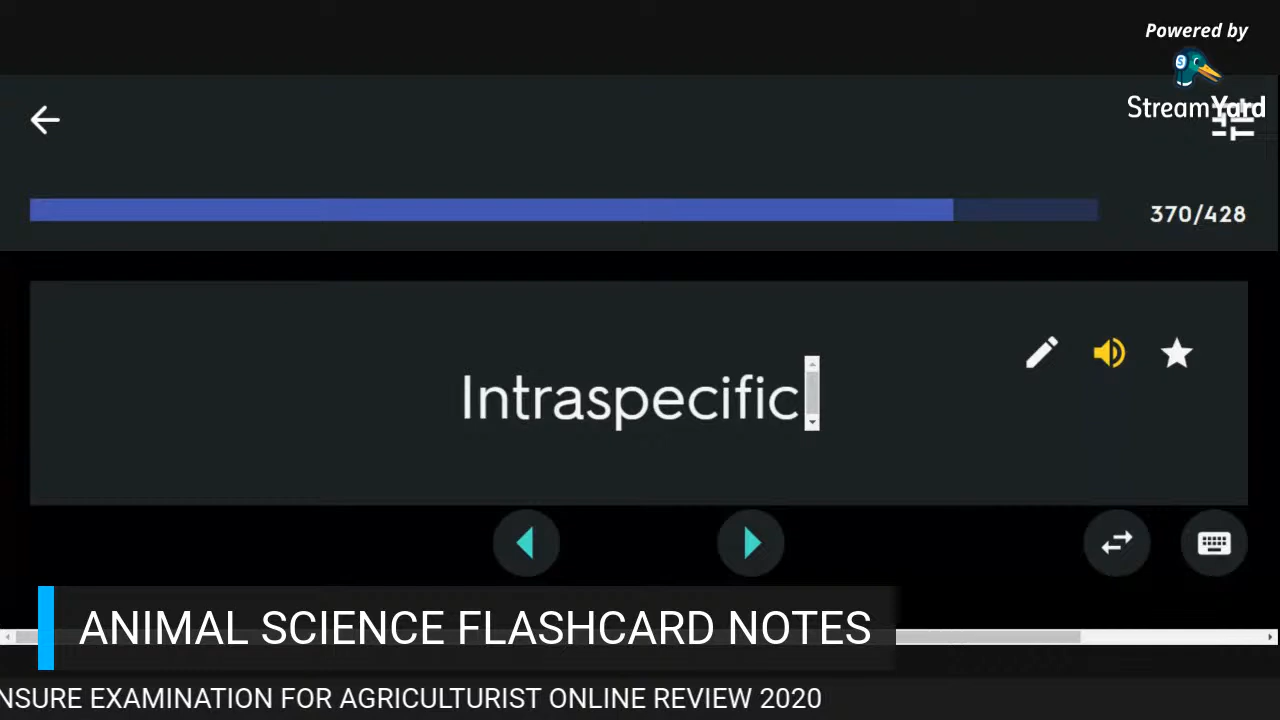 Powered by
StreamYard
370/428
Intraspecific
ANIMAL SCIENCE FLASHCARD NOTES
NSURE EXAMINATION FOR AGRICULTURIST ONLINE REVIEW 2020